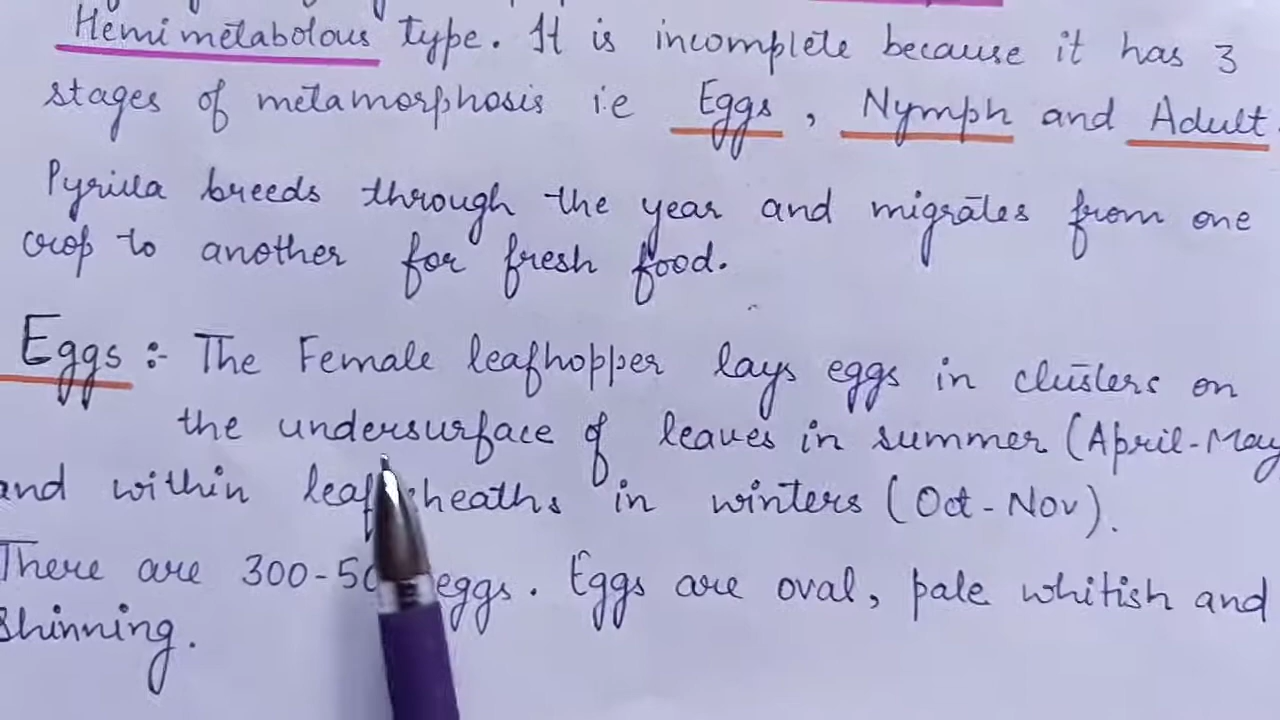 Hemimetabolous type. It is incomplete because it has 3
stages of metamorphosis i.e Eggs, Nymph and Adult.
Pyrilla breeds through the year and migrates from one
crop to another for fresh food.
Eggs :- The Female leafhopper lays eggs in clusters on
the undersurface of leaves in summer (April-May
and within leaf sheaths in winters (Oct-Nov).
There are 300-50 eggs. Eggs are oval, pale whitish and
Shinning.